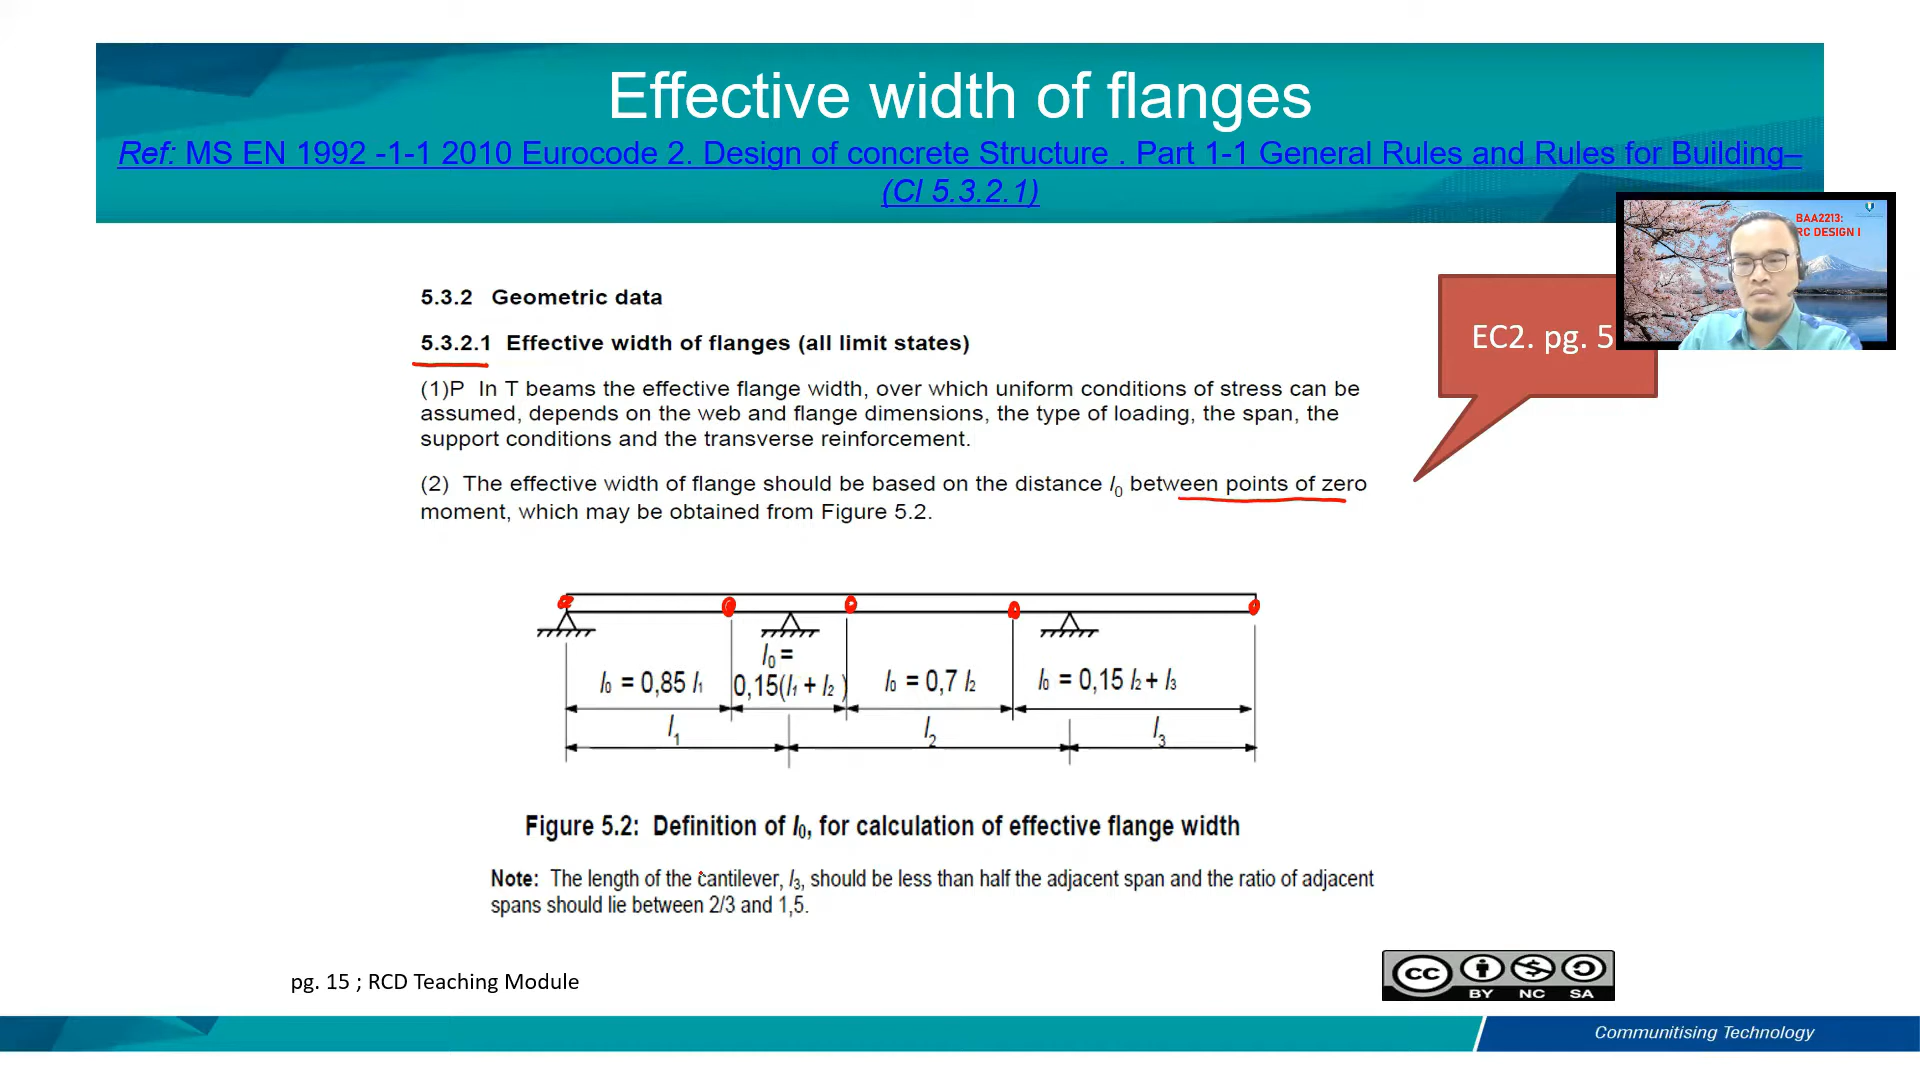 Effective width of flanges
Ref: MS EN 1992 -1-1 2010 Eurocode 2. Design of concrete Structure . Part 1-1 General Rules and Rules for Building–
(Cl 5.3.2.1)
BAA2213:
RC DESIGN I
5.3.2 Geometric data
EC2. pg. 5
5.3.2.1 Effective width of flanges (all limit states)
(1)P In T beams the effective flange width, over which uniform conditions of stress can be
assumed, depends on the web and flange dimensions, the type of loading, the span, the
support conditions and the transverse reinforcement.
(2) The effective width of flange should be based on the distance l0 between points of zero
moment, which may be obtained from Figure 5.2.
l0 = 0,85 l1
l0 =
0,15(l1 + l2 )
l0 = 0,7 l2
l0 = 0,15 l2 + l3
l1
l2
l3
Figure 5.2: Definition of l0, for calculation of effective flange width
Note: The length of the cantilever, l3, should be less than half the adjacent span and the ratio of adjacent
spans should lie between 2/3 and 1,5.
pg. 15 ; RCD Teaching Module
cc
BY NC SA
Communitising Technology